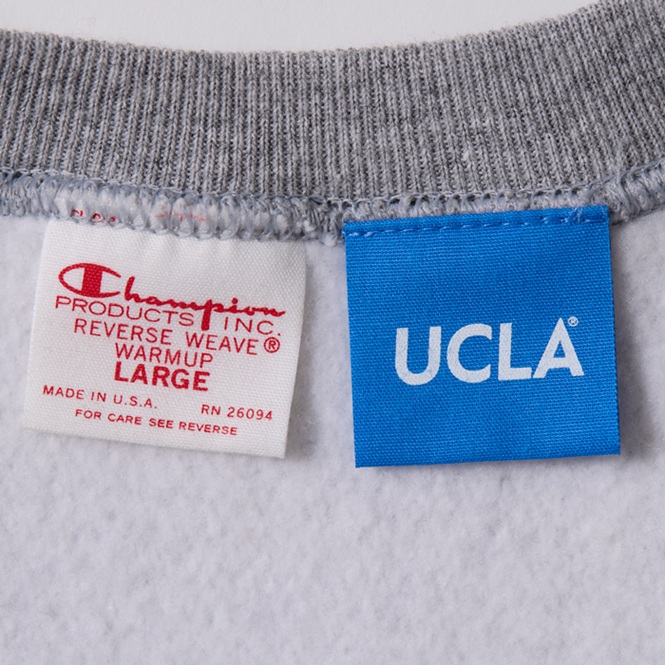 Champion
PRODUCTS INC.
REVERSE WEAVE®
WARMUP
LARGE
MADE IN U.S.A. RN 26094
FOR CARE SEE REVERSE
UCLA®